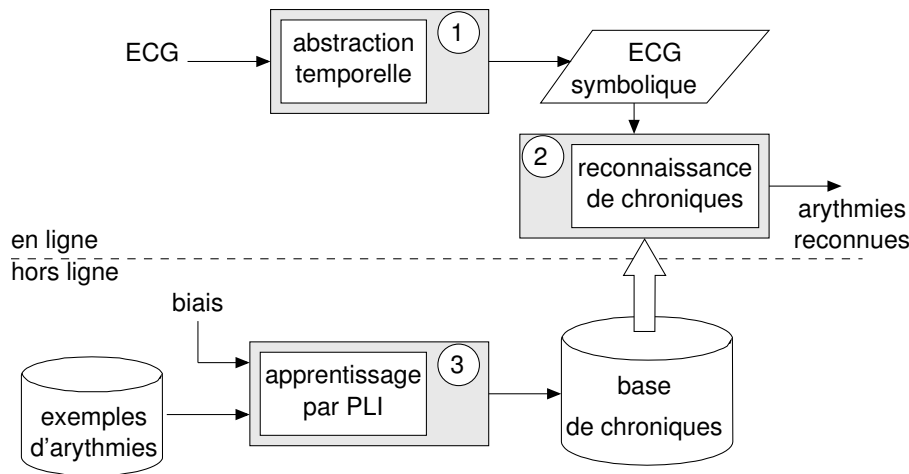 ECG
abstraction
temporelle
1
ECG
symbolique
2
reconnaissance
de chroniques
arythmies
reconnues
en ligne
hors ligne
biais
exemples
d'arythmies
apprentissage
par PLI
3
base
de chroniques